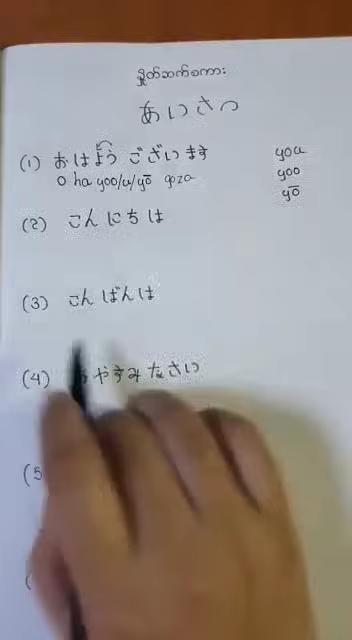 နှုတ်ဆက်စကား
あいさつ
(1) おはよう ございます you
o ha yoo/u/yō goza yoo
yō
(2) こんにちは
(3) こんばんは
(4) やすみなさい
(5